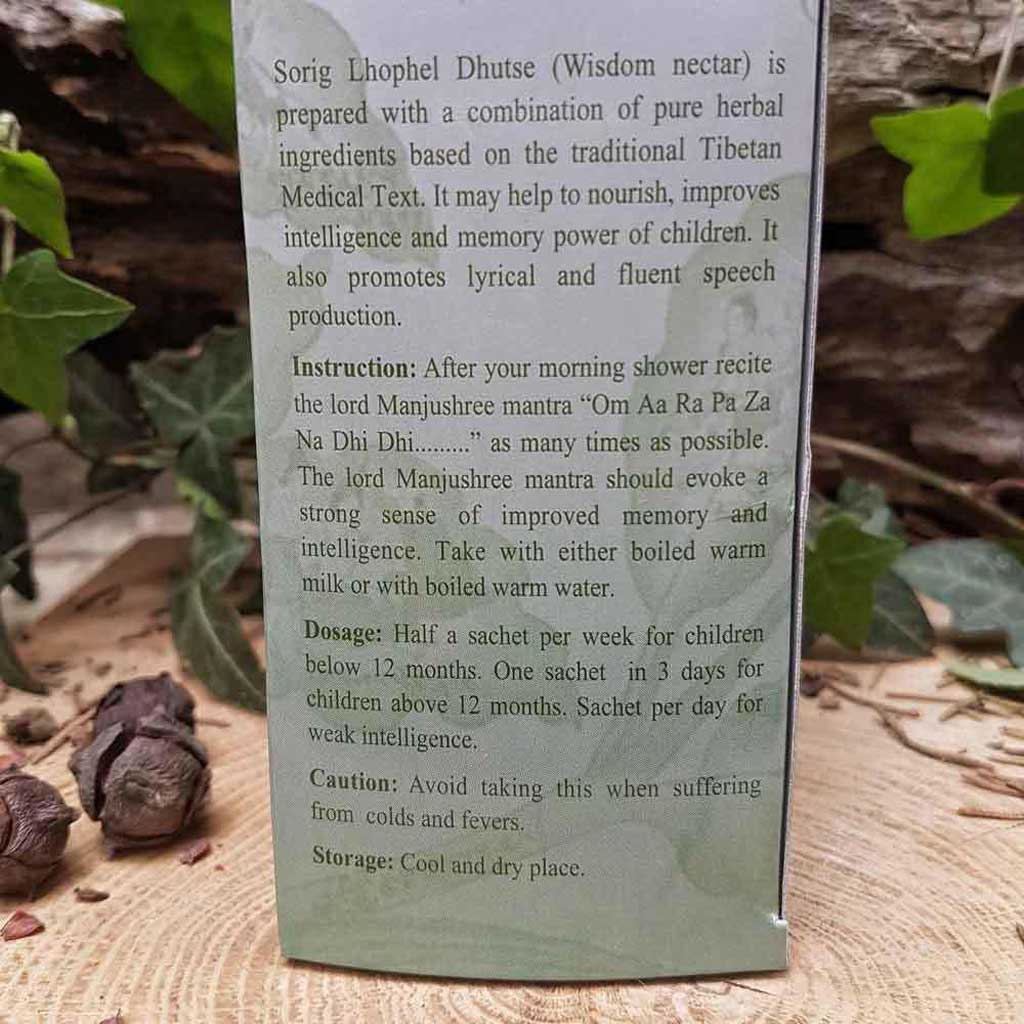 Sorig Lhophel Dhutse (Wisdom nectar) is
prepared with a combination of pure herbal
ingredients based on the traditional Tibetan
Medical Text. It may help to nourish, improves
intelligence and memory power of children. It
also promotes lyrical and fluent speech
production.
Instruction: After your morning shower recite
the lord Manjushree mantra “Om Aa Ra Pa Za
Na Dhi Dhi.........” as many times as possible.
The lord Manjushree mantra should evoke a
strong sense of improved memory and
intelligence. Take with either boiled warm
milk or with boiled warm water.
Dosage: Half a sachet per week for children
below 12 months. One sachet in 3 days for
children above 12 months. Sachet per day for
weak intelligence.
Caution: Avoid taking this when suffering
from colds and fevers.
Storage: Cool and dry place.